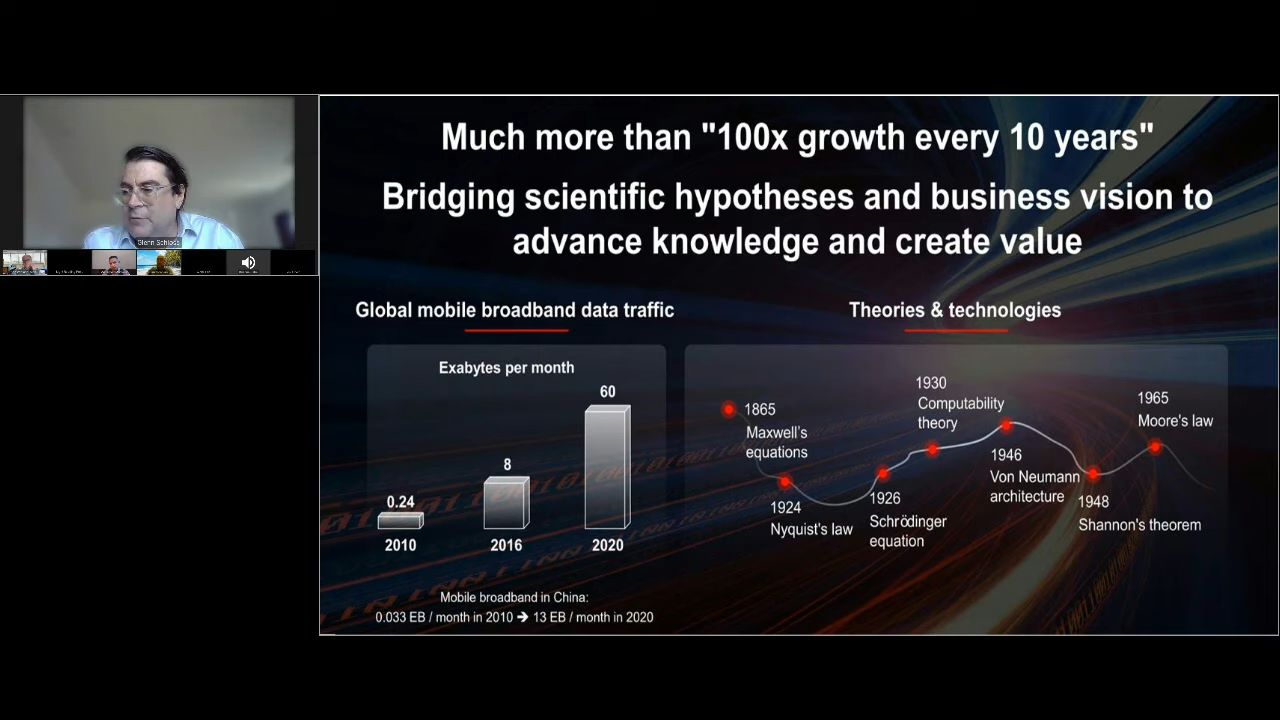 Glenn Schloss
Much more than "100x growth every 10 years"
Bridging scientific hypotheses and business vision to
advance knowledge and create value
Global mobile broadband data traffic
Exabytes per month
0.24
8
60
2010
2016
2020
Mobile broadband in China:
0.033 EB / month in 2010 → 13 EB / month in 2020
Theories & technologies
1865
Maxwell's
equations
1924
Nyquist's law
1926
Schrödinger
equation
1930
Computability
theory
1946
Von Neumann
architecture
1948
Shannon's theorem
1965
Moore's law